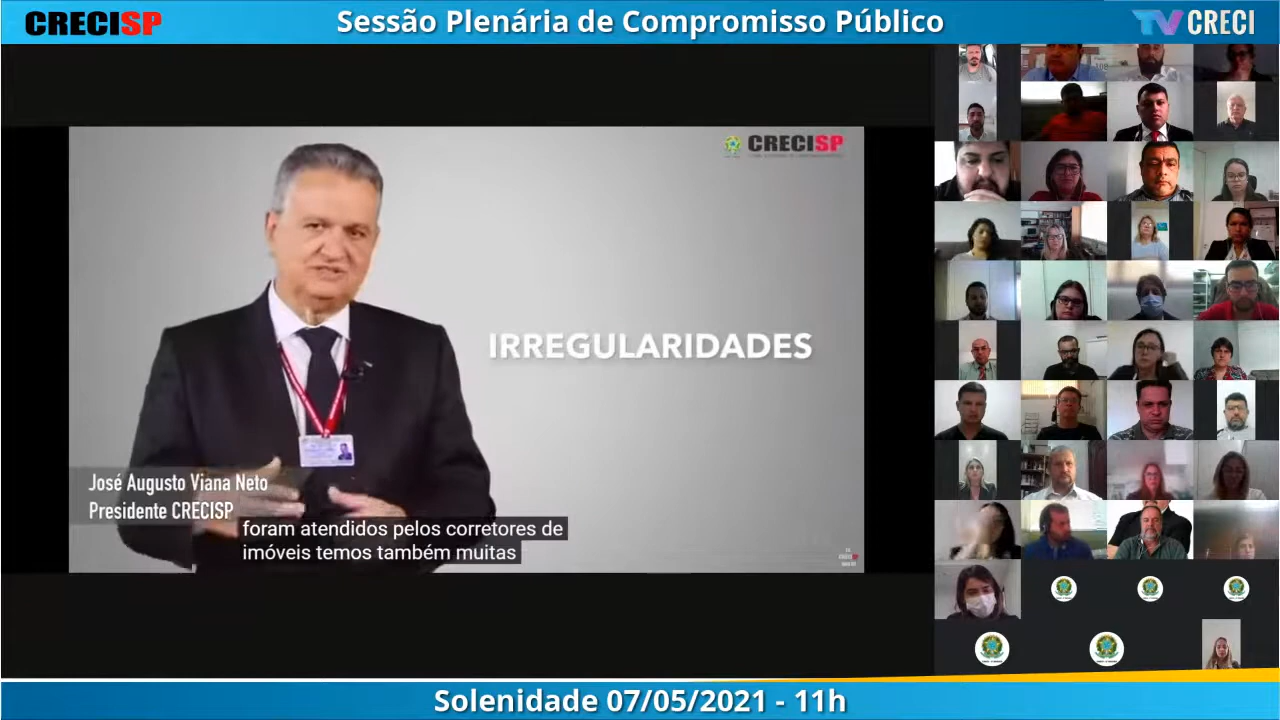 CRECISP
Sessão Plenária de Compromisso Público
TV CRECI
CRECISP
IRREGULARIDADES
José Augusto Viana Neto
Presidente CRECISP
foram atendidos pelos corretores de
imóveis temos também muitas
Solenidade 07/05/2021 - 11h